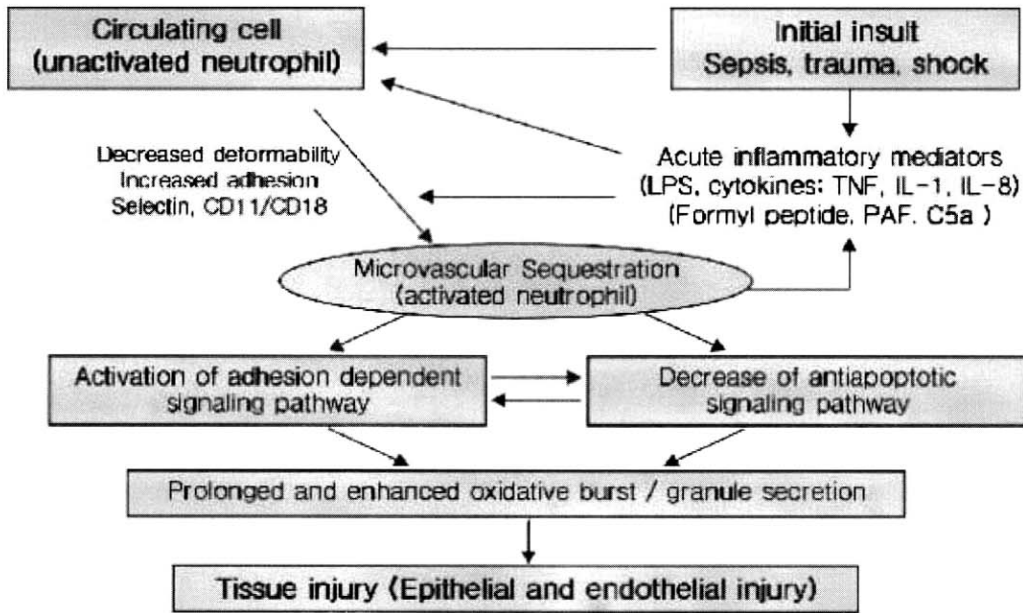 Circulating cell
(unactivated neutrophil)
Initial insult
Sepsis, trauma, shock
Decreased deformability
Increased adhesion
Selectin, CD11/CD18
Acute inflammatory mediators
(LPS, cytokines: TNF, IL-1, IL-8)
(Formyl peptide, PAF, C5a )
Microvascular Sequestration
(activated neutrophil)
Activation of adhesion dependent
signaling pathway
Decrease of antiapoptotic
signaling pathway
Prolonged and enhanced oxidative burst / granule secretion
Tissue injury (Epithelial and endothelial injury)